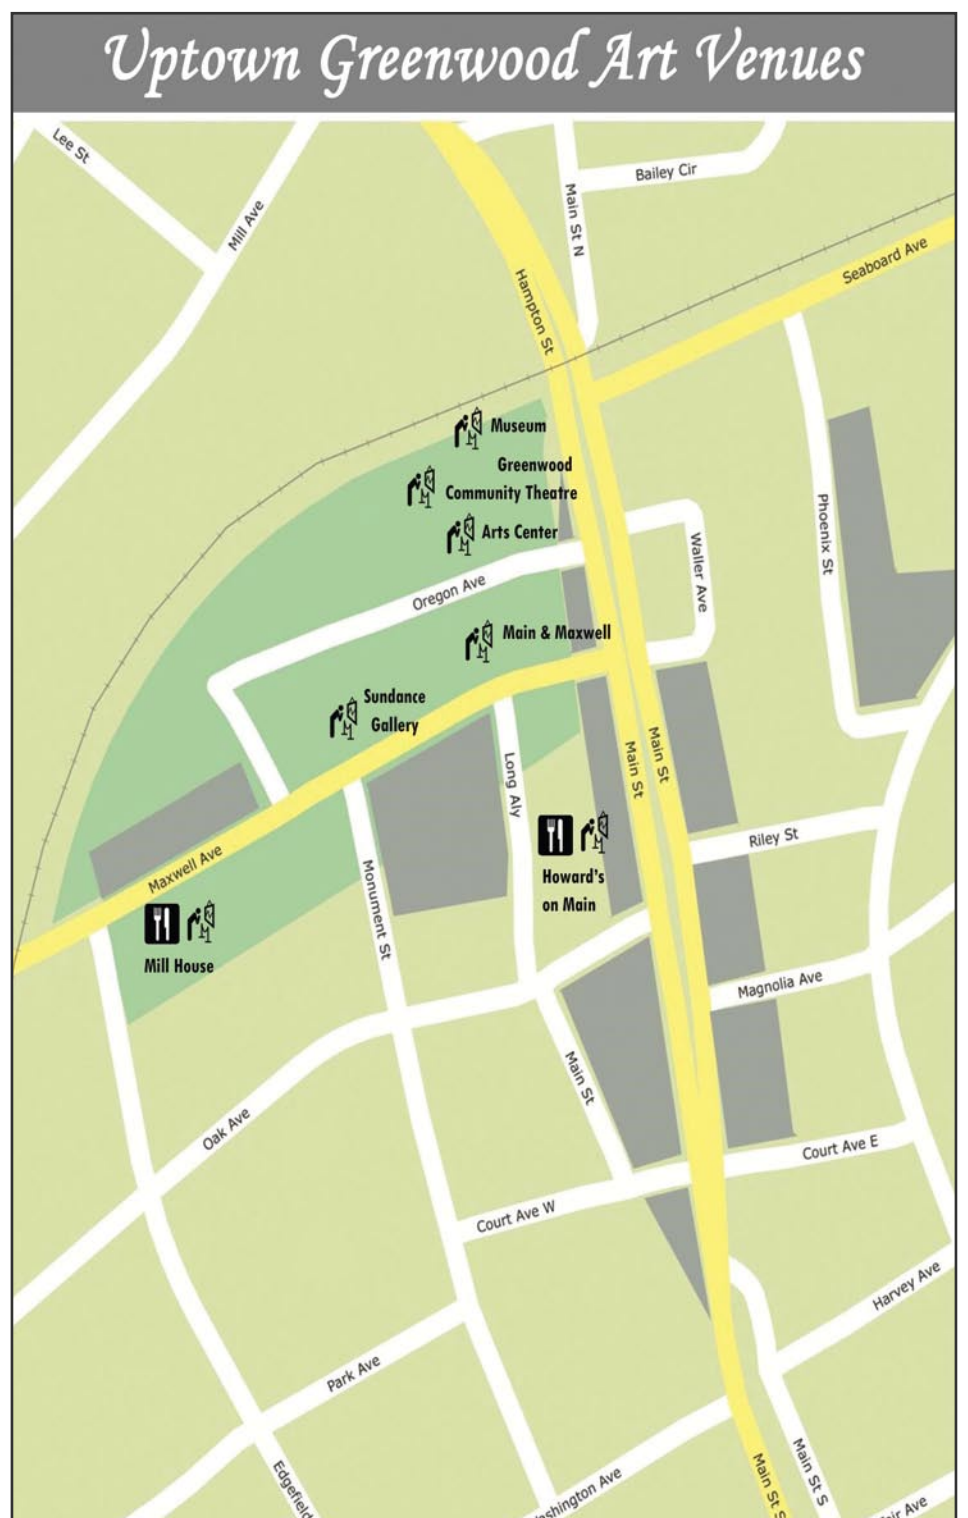 Uptown Greenwood Art Venues
Lee St
Mill Ave
Bailey Cir
Main St N
Seaboard Ave
Hampton St
Museum
Greenwood
Community Theatre
Arts Center
Phoenix St
Waller Ave
Oregon Ave
Main & Maxwell
Sundance
Gallery
Main St
Main St
Long Aly
Riley St
Maxwell Ave
Howard's
on Main
Monument St
Mill House
Magnolia Ave
Main St
Oak Ave
Court Ave E
Court Ave W
Harvey Ave
Park Ave
Main St S
Main St S
Edgefield
ashington Ave
Ave